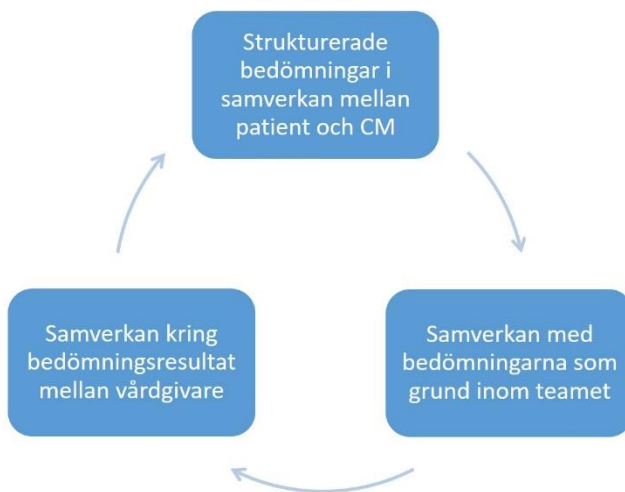 Strukturerade
bedömningar i
samverkan mellan
patient och CM
Samverkan med
bedömningarna som
grund inom teamet
Samverkan kring
bedömningsresultat
mellan vårdgivare